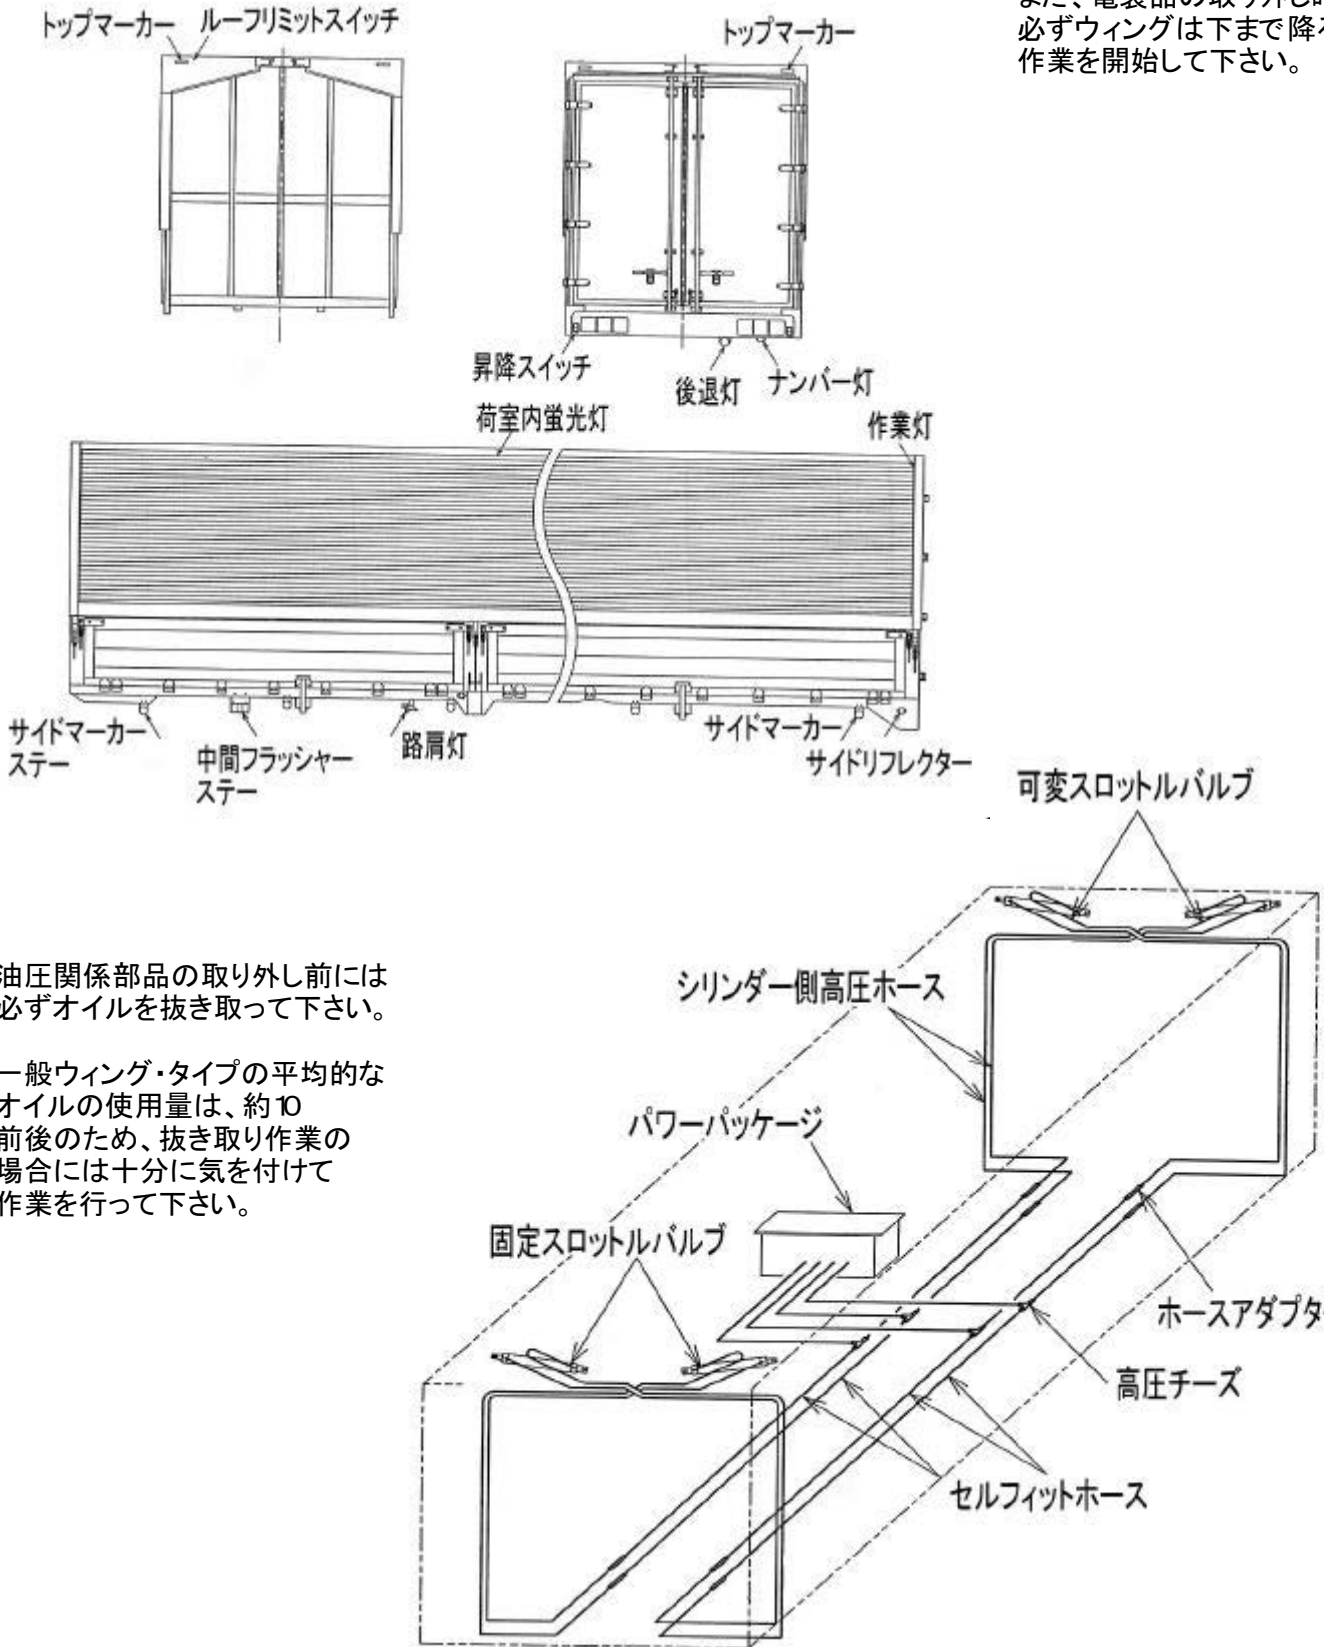 また、電装品の取り外し時
必ずウィングは下まで降ろ
作業を開始して下さい。
トップマーカー ルーフリミットスイッチ
トップマーカー
昇降スイッチ
後退灯
ナンバー灯
荷室内蛍光灯
作業灯
サイドマーカー
ステー
中間フラッシャー
ステー
路肩灯
サイドマーカー
サイドリフレクター
可変スロットルバルブ
油圧関係部品の取り外し前には
必ずオイルを抜き取って下さい。
一般ウィング・タイプの平均的な
オイルの使用量は、約10
前後のため、抜き取り作業の
場合には十分に気を付けて
作業を行って下さい。
シリンダー側高圧ホース
パワーパッケージ
固定スロットルバルブ
ホースアダプタ
高圧チーズ
セルフィットホース